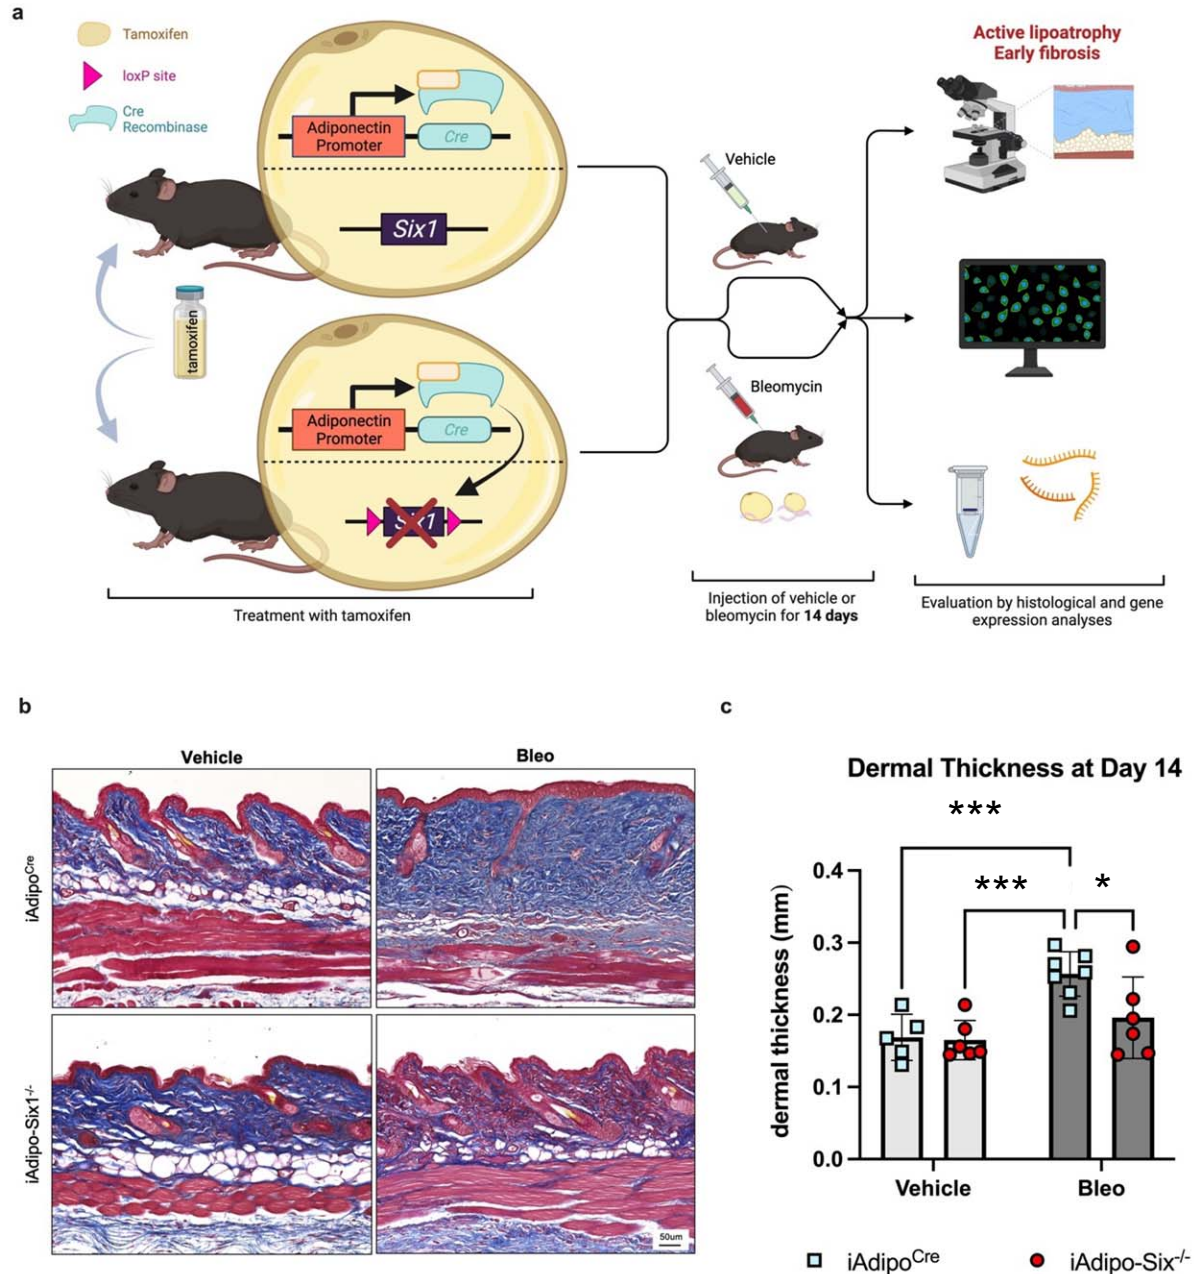 a
Tamoxifen
loxP site
Cre
Recombinase
Adiponectin
Promoter
Cre
Six1
tamoxifen
Adiponectin
Promoter
Cre
Six1
Treatment with tamoxifen
Vehicle
Bleomycin
Injection of vehicle or
bleomycin for 14 days
Active lipoatrophy
Early fibrosis
Evaluation by histological and gene
expression analyses
b
Vehicle
Bleo
iAdipoCre
iAdipo-Six1-/-
50um
c
Dermal Thickness at Day 14
***
***
*
dermal thickness (mm)
0.4
0.3
0.2
0.1
0.0
Vehicle
Bleo
iAdipoCre
iAdipo-Six-/-